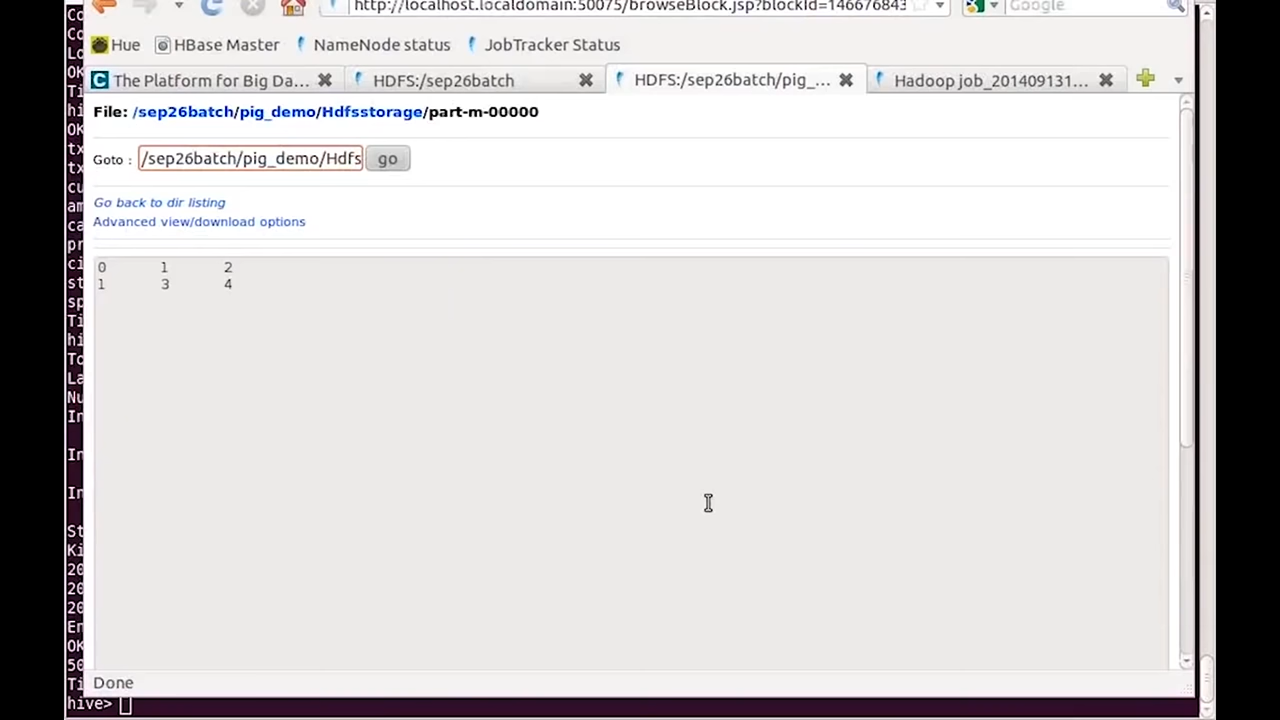 http://localhost.localdomain:50075/browseBlock.jsp?blockId=146676843
Google
Hue
HBase Master
NameNode status
JobTracker Status
The Platform for Big Da...
HDFS:/sep26batch
HDFS:/sep26batch/pig_...
Hadoop job_201409131...
File: /sep26batch/pig_demo/Hdfsstorage/part-m-00000
Goto : /sep26batch/pig_demo/Hdfs go
Go back to dir listing
Advanced view/download options
0 1 2
1 3 4
Done
hive>